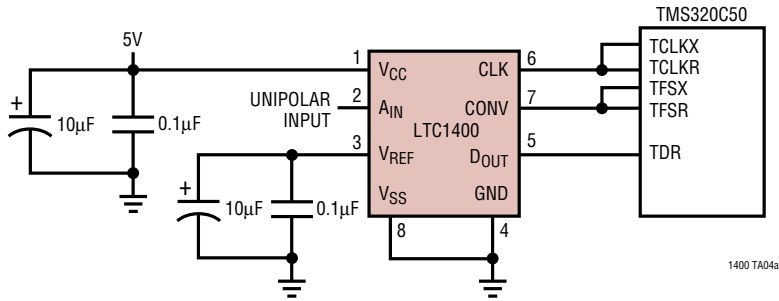 TMS320C50
5V
1
VCC
CLK
6
TCLKX
TCLKR
TFSX
TFSR
+
10µF
0.1µF
UNIPOLAR
INPUT
2
AIN
LTC1400
CONV
7
3
VREF
DOUT
5
TDR
+
10µF
0.1µF
VSS
GND
8
4
1400 TA04a